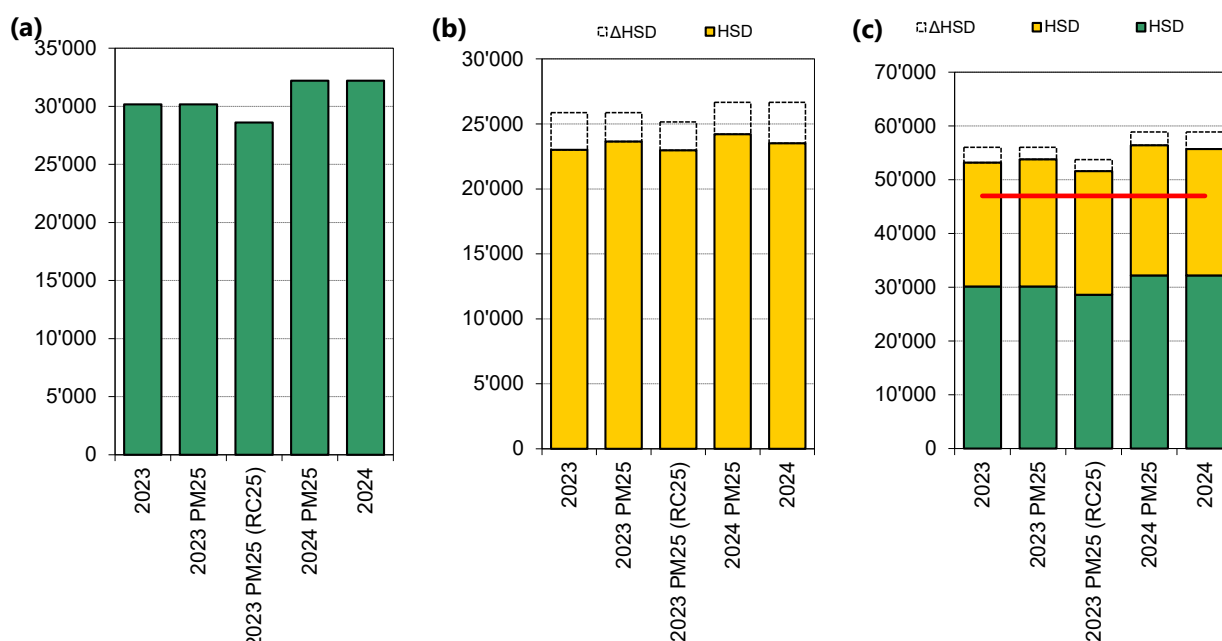 (a)
35'000
30'000
25'000
20'000
15'000
10'000
5'000
0
2023
2023 PM25
2023 PM25 (RC25)
2024 PM25
2024
(b)
ΔHSD
HSD
30'000
25'000
20'000
15'000
10'000
5'000
0
2023
2023 PM25
2023 PM25 (RC25)
2024 PM25
2024
(c)
ΔHSD
HSD
HSD
70'000
60'000
50'000
40'000
30'000
20'000
10'000
0
2023
2023 PM25
2023 PM25 (RC25)
2024 PM25
2024